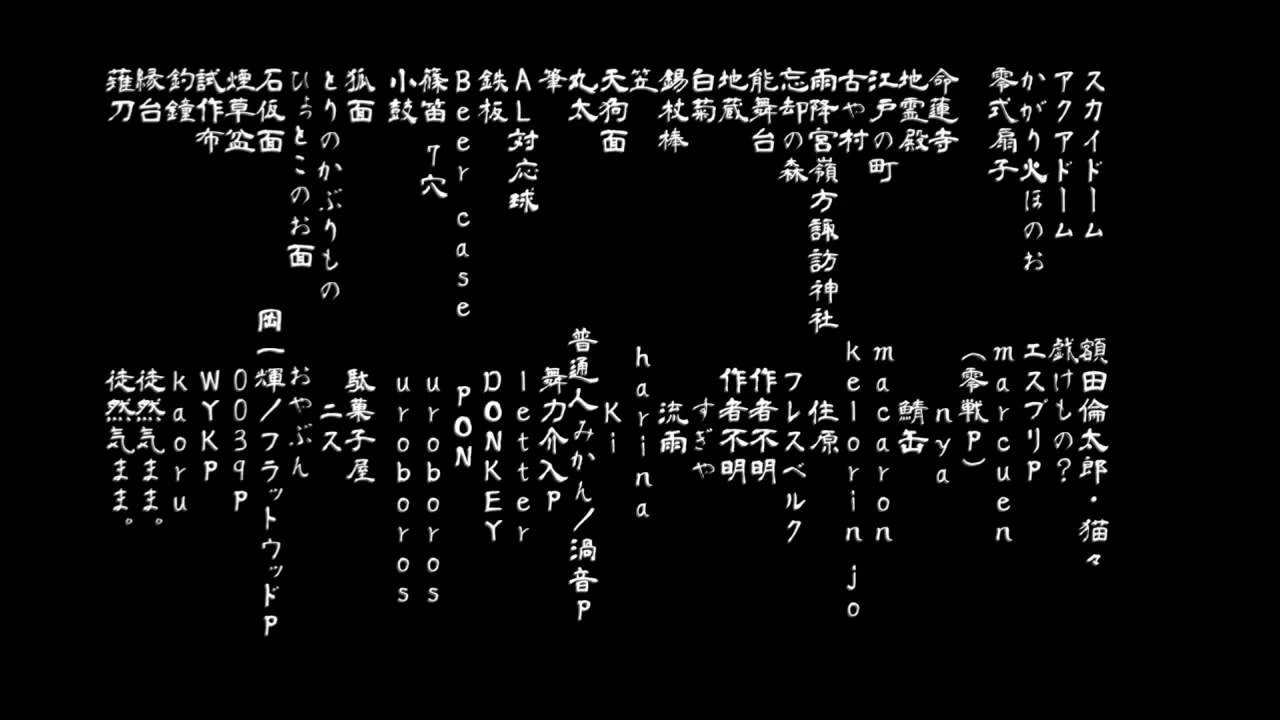 スカイドーム 額田倫太郎・猫々
アクアドーム 戯けもの?
かがり火ほのお エスプリP
零式扇子 marcuen
(零戦P)
命蓮寺 nya
地霊殿 鯖缶
江戸の町 macaron
古や村 kelorin jo
雨降宮嶺方諏訪神社 住原
忘却の森 フレスベルク
能舞台 作者不明
地蔵 作者不明
白菊 すぎや
錫杖棒 流雨
笠 harina
天狗面 Ki
丸太 普通人みかん/渦音P
筆 舞力介入P
AL対応球 letter
鉄板 DONKEY
Beer case PON
篠笛 7穴 uroboros
小鼓 uroboros
狐面 駄菓子屋
とりのかぶりもの ニス
ひょっとこのお面 おやぶん
石仮面 岡一輝/フラットウッドP
煙草盆 0039P
試作布 WYKP
釣鐘 kaoru
縁台 徒然気まま。
薙刀 徒然気まま。